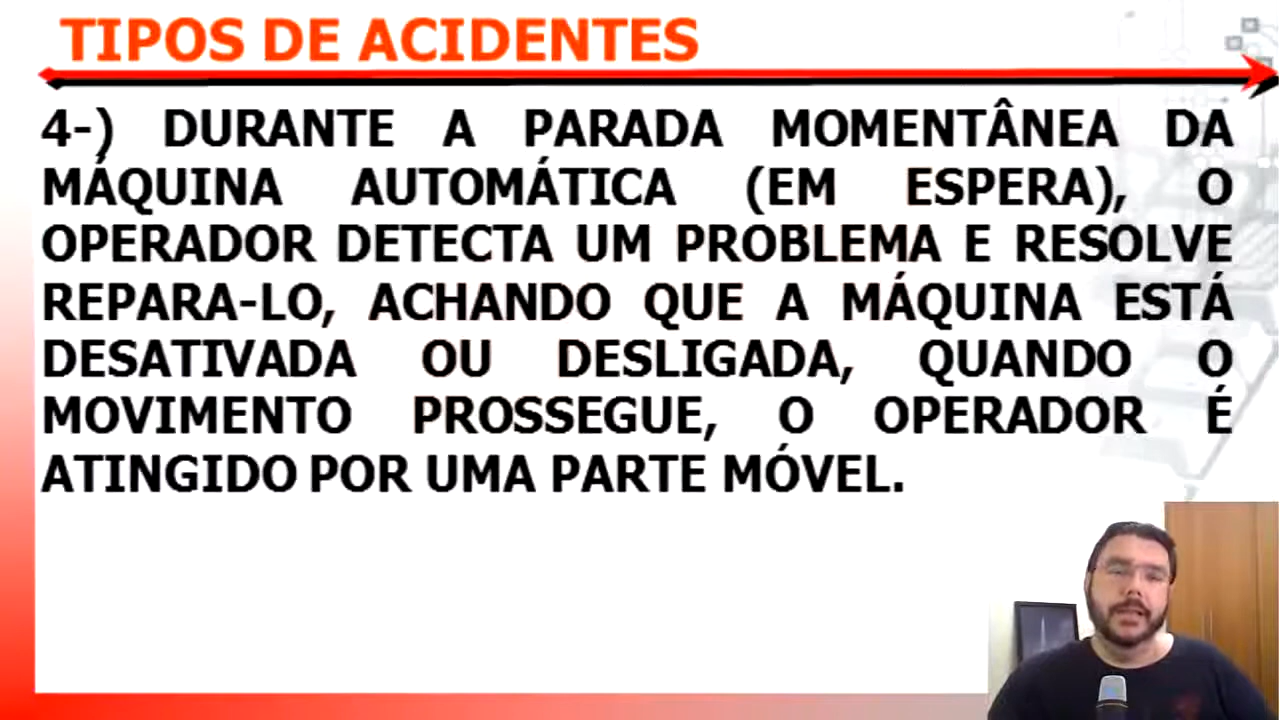 TIPOS DE ACIDENTES
4-) DURANTE A PARADA MOMENTÂNEA DA
MÁQUINA AUTOMÁTICA (EM ESPERA), O
OPERADOR DETECTA UM PROBLEMA E RESOLVE
REPARA-LO, ACHANDO QUE A MÁQUINA ESTÁ
DESATIVADA OU DESLIGADA, QUANDO O
MOVIMENTO PROSSEGUE, O OPERADOR É
ATINGIDO POR UMA PARTE MÓVEL.